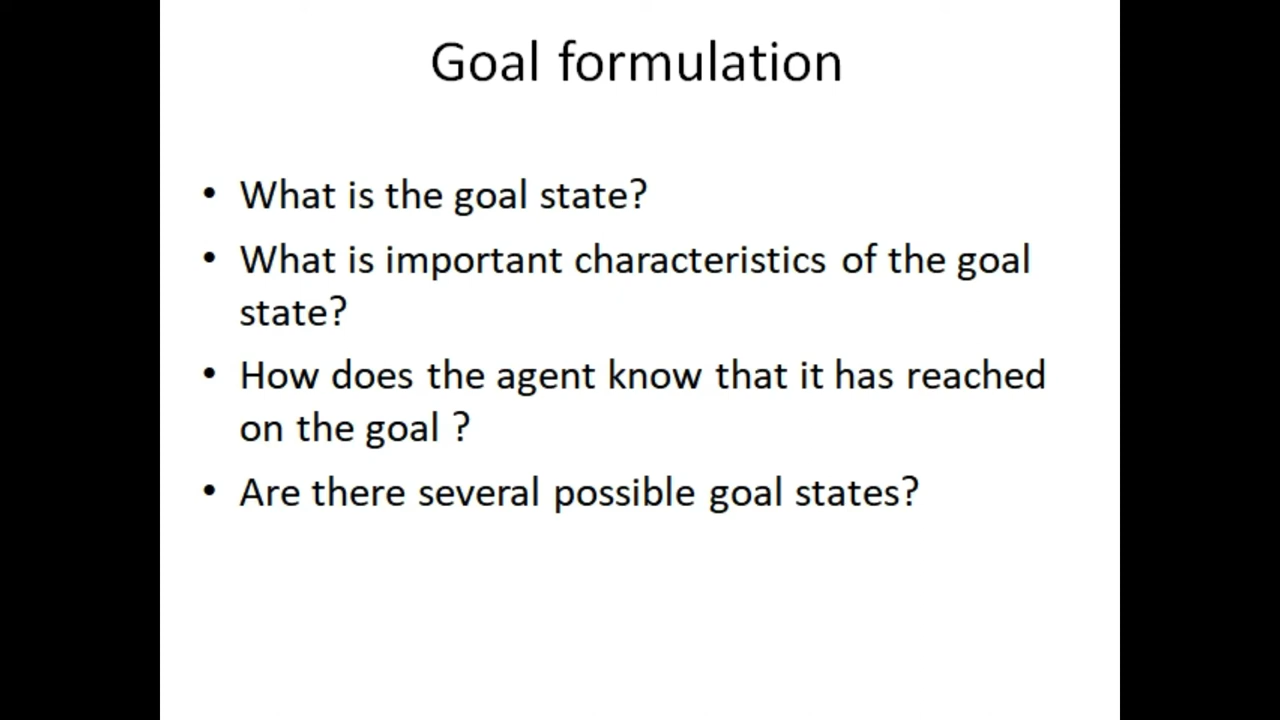 Goal formulation
• What is the goal state?
• What is important characteristics of the goal
state?
• How does the agent know that it has reached
on the goal ?
• Are there several possible goal states?